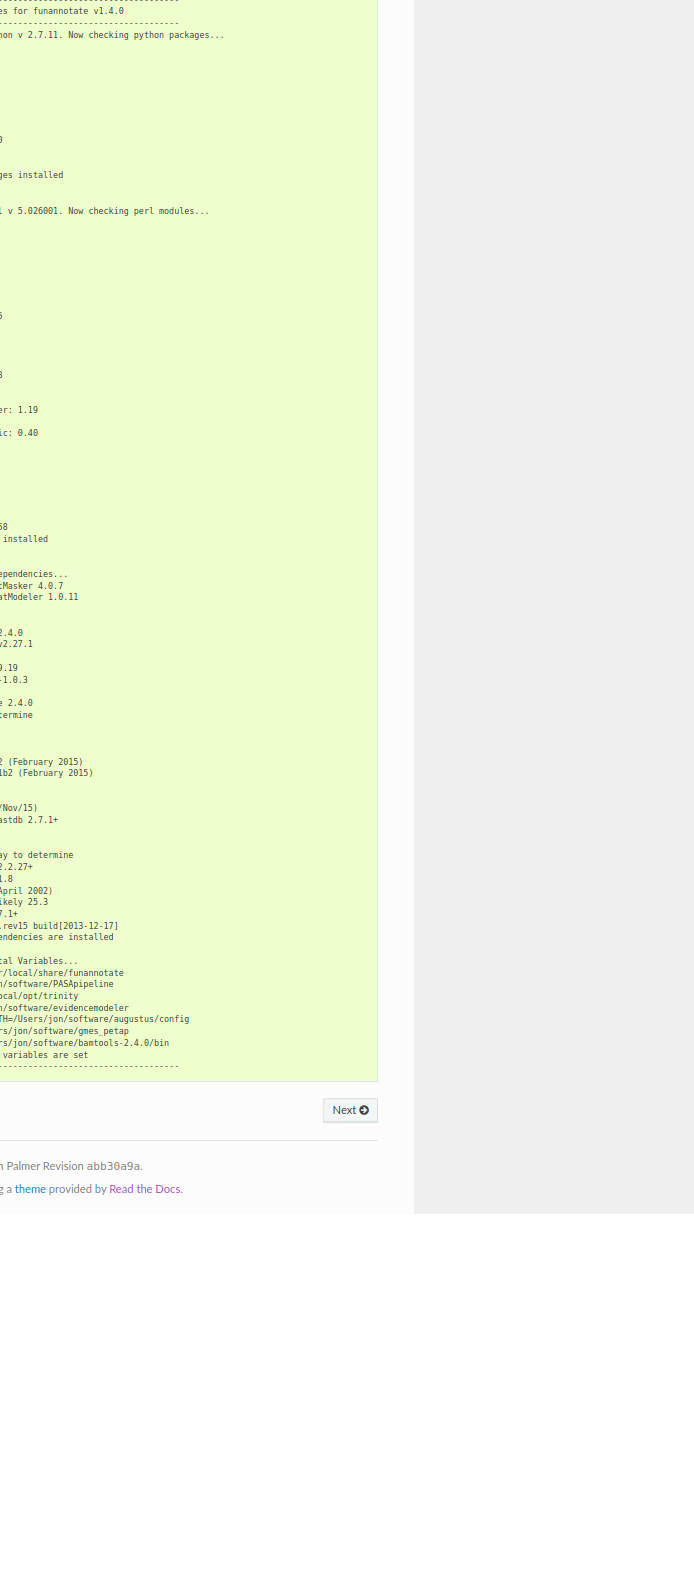 ------------------------------------
es for funannotate v1.4.0
------------------------------------
hon v 2.7.11. Now checking python packages...
0
ges installed
l v 5.026001. Now checking perl modules...
5
3
er: 1.19
ic: 0.40
58
installed
ependencies...
tMasker 4.0.7
atModeler 1.0.11
2.4.0
v2.27.1
9.19
-1.0.3
e 2.4.0
termine
2 (February 2015)
1b2 (February 2015)
/Nov/15)
astdb 2.7.1+
ay to determine
2.2.27+
1.8
April 2002)
ikely 25.3
7.1+
.rev15 build[2013-12-17]
endencies are installed
tal Variables...
r/local/share/funannotate
n/software/PASApipeline
ocal/opt/trinity
n/software/evidencemodeler
TH=/Users/jon/software/augustus/config
rs/jon/software/gmes_petap
rs/jon/software/bamtools-2.4.0/bin
variables are set
------------------------------------
Next
n Palmer Revision abb30a9a.
g a theme provided by Read the Docs.